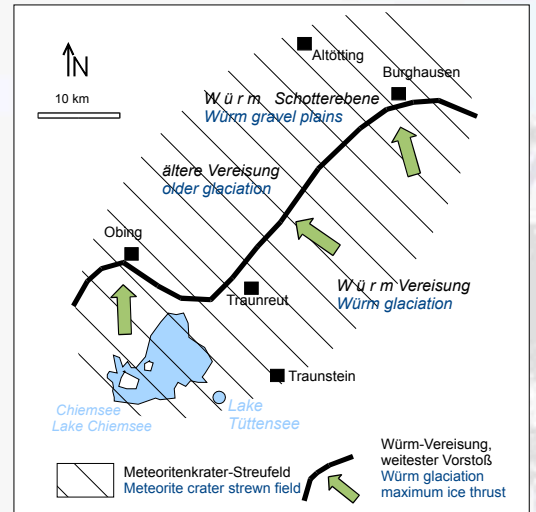 N
10 km
Altötting
Burghausen
W ü r m Schotterebene
Würm gravel plains
ältere Vereisung
older glaciation
Obing
W ü r m Vereisung
Würm glaciation
Traunreut
Traunstein
Chiemsee
Lake Chiemsee
Lake
Tüttensee
Meteoritenkrater-Streufeld
Meteorite crater strewn field
Würm-Vereisung,
weitester Vorstoß
Würm glaciation
maximum ice thrust